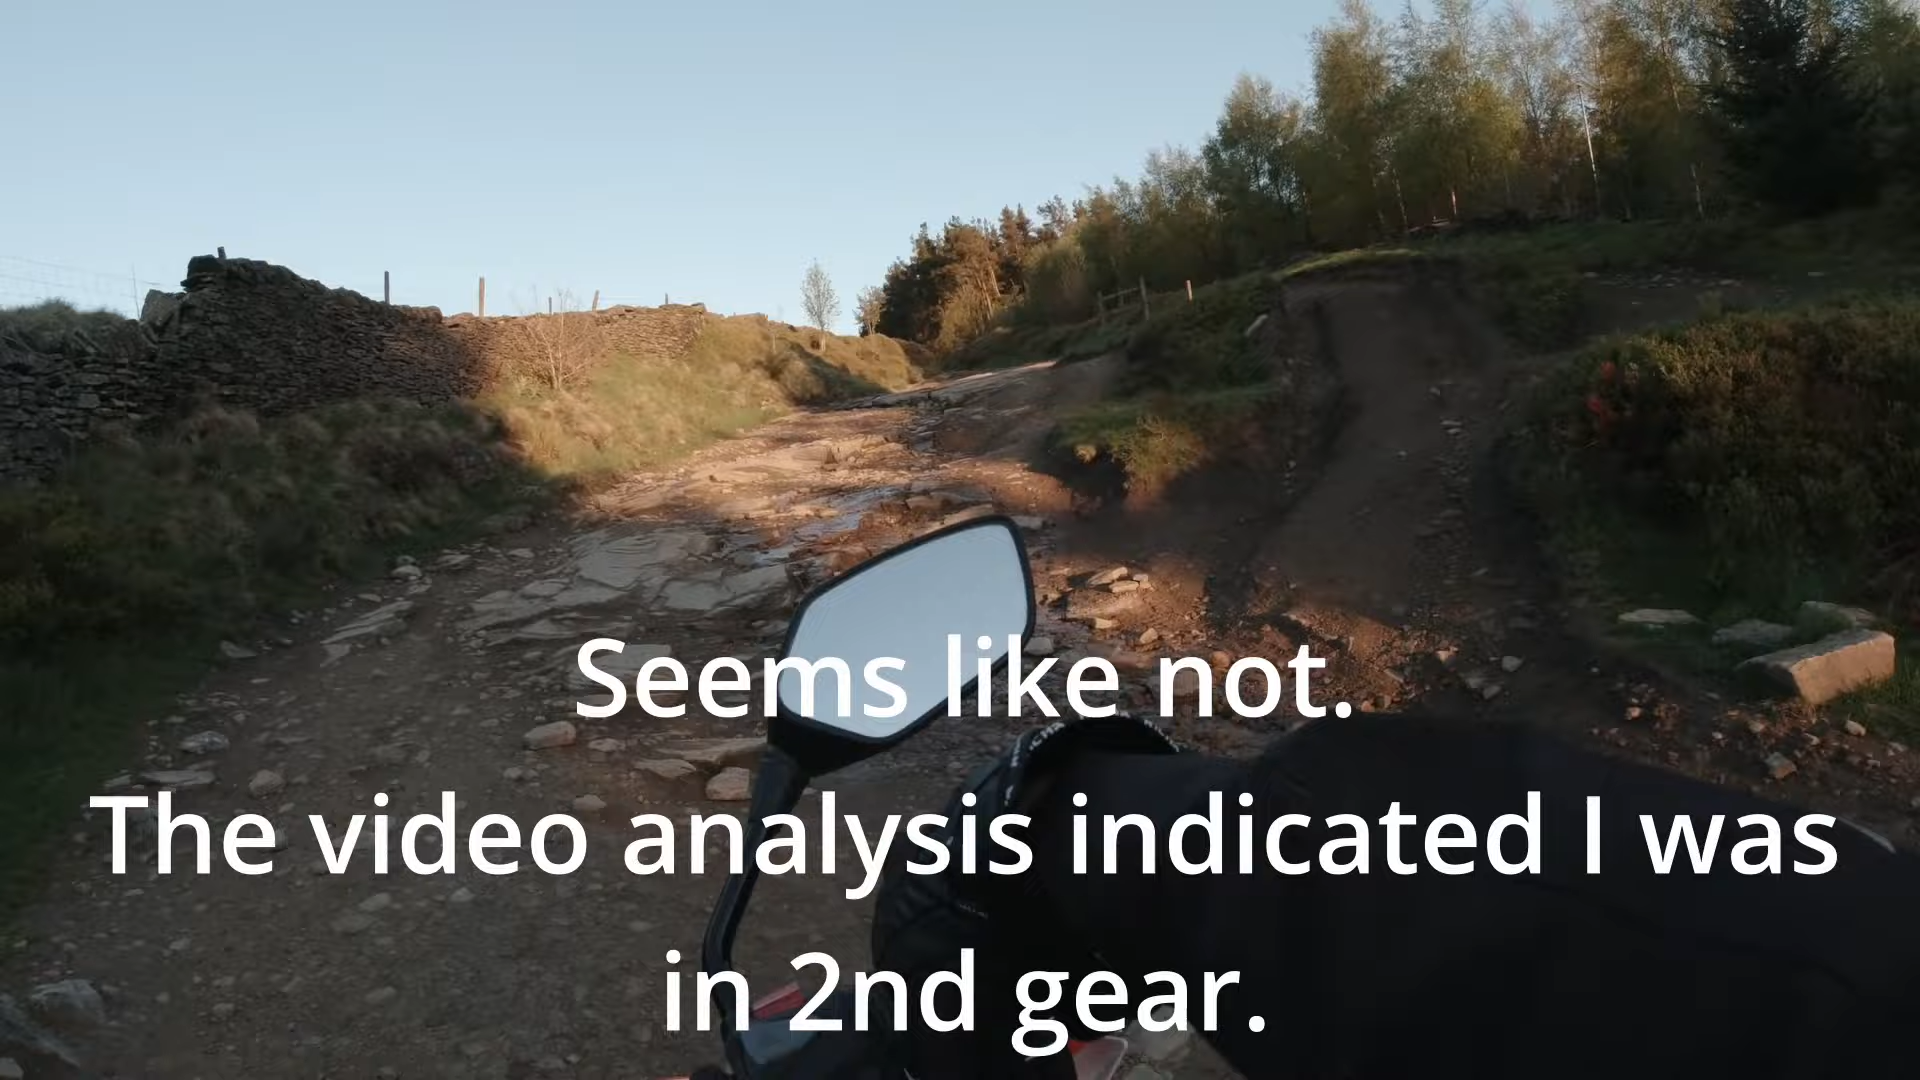 Seems like not.
The video analysis indicated I was
in 2nd gear.